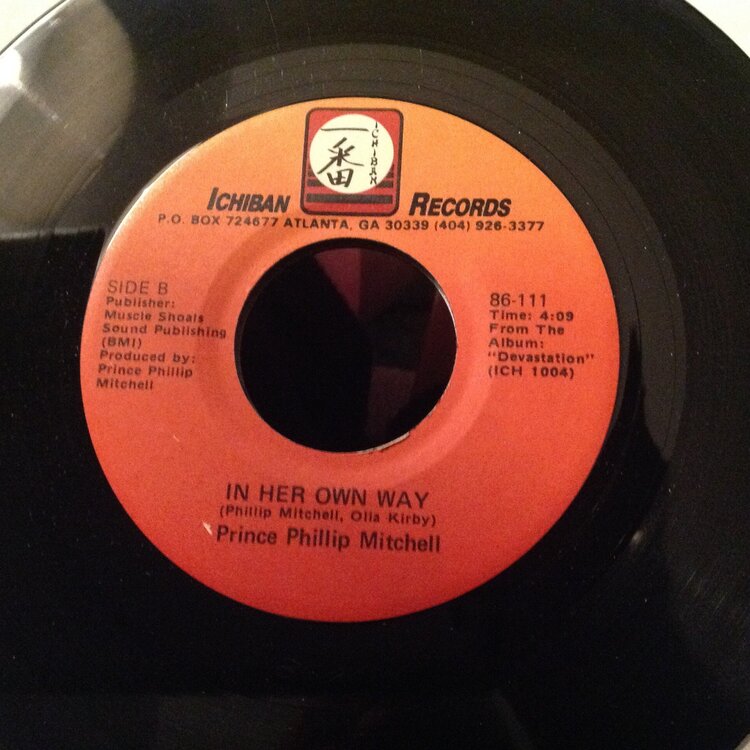 一番
ICHIBAN
ICHIBAN RECORDS
P.O. BOX 724677 ATLANTA, GA 30339 (404) 926-3377
SIDE B
Publisher:
Muscle Shoals
Sound Publishing
(BMI)
Produced by:
Prince Phillip
Mitchell
86-111
Time: 4:09
From The
Album:
"Devastation"
(ICH 1004)
IN HER OWN WAY
(Phillip Mitchell, Olla Kirby)
Prince Phillip Mitchell